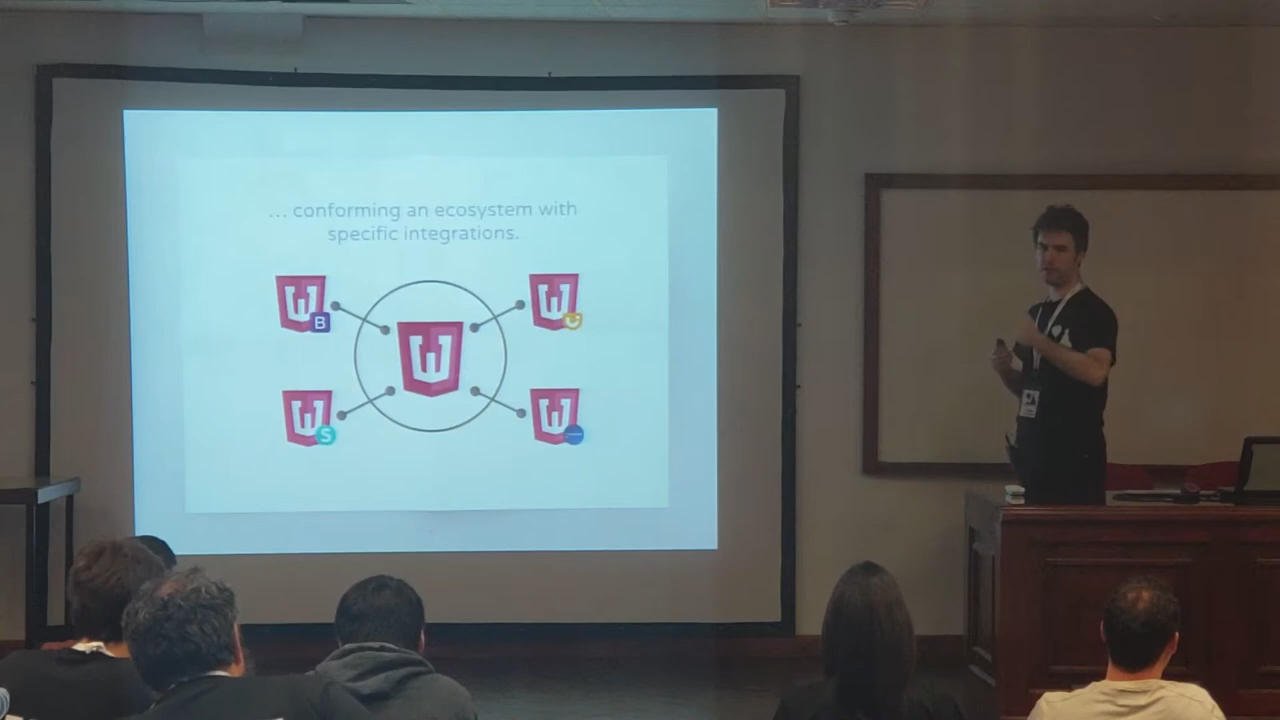 ... conforming an ecosystem with
specific integrations.
W
B
W
W
W
S
W